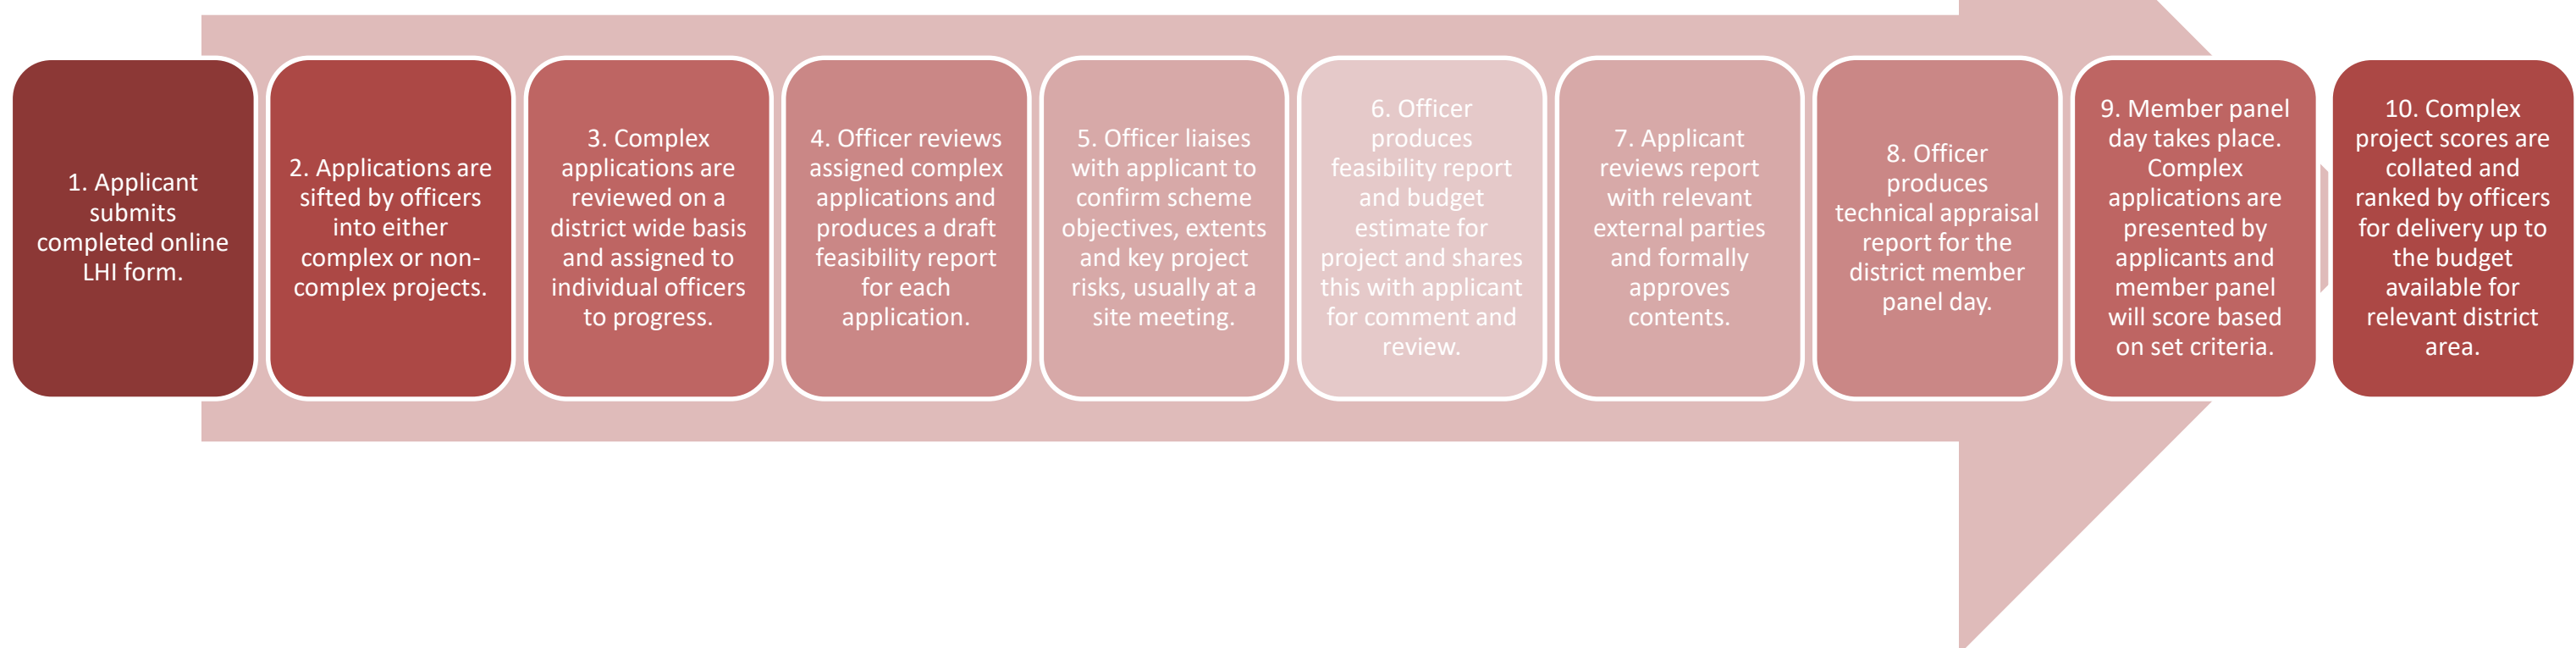 1. Applicant
submits
completed online
LHI form.
2. Applications are
sifted by officers
into either
complex or non-
complex projects.
3. Complex
applications are
reviewed on a
district wide basis
and assigned to
individual officers
to progress.
4. Officer reviews
assigned complex
applications and
produces a draft
feasibility report
for each
application.
5. Officer liaises
with applicant to
confirm scheme
objectives, extents
and key project
risks, usually at a
site meeting.
6. Officer
produces
feasibility report
and budget
estimate for
project and shares
this with applicant
for comment and
review.
7. Applicant
reviews report
with relevant
external parties
and formally
approves
contents.
8. Officer
produces
technical appraisal
report for the
district member
panel day.
9. Member panel
day takes place.
Complex
applications are
presented by
applicants and
member panel
will score based
on set criteria.
10. Complex
project scores are
collated and
ranked by officers
for delivery up to
the budget
available for
relevant district
area.